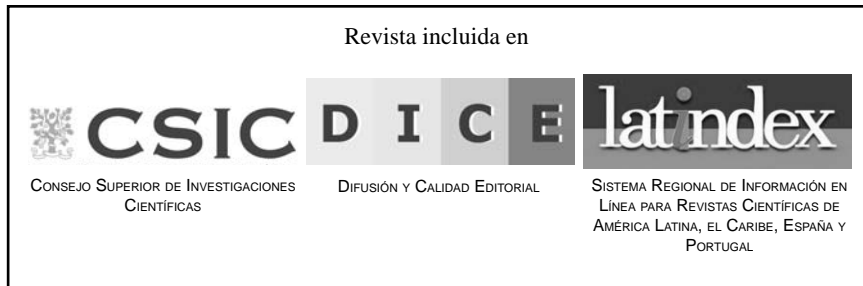 Revista incluida en
CSIC
DICE
latindex
CONSEJO SUPERIOR DE INVESTIGACIONES
CIENTÍFICAS
DIFUSIÓN Y CALIDAD EDITORIAL
SISTEMA REGIONAL DE INFORMACIÓN EN
LÍNEA PARA REVISTAS CIENTÍFICAS DE
AMÉRICA LATINA, EL CARIBE, ESPAÑA Y
PORTUGAL